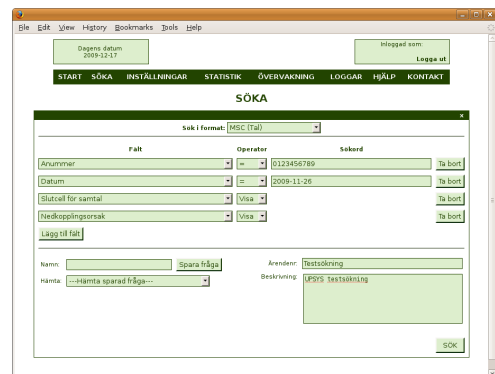 File Edit View History Bookmarks Tools Help
Dagens datum
2009-12-17
Inloggad som:
Logga ut
START SÖKA INSTÄLLNINGAR STATISTIK ÖVERVAKNING LOGGAR HJÄLP KONTAKT
SÖKA
x
Sök i format: MSC (Tal)
Fält Operator Sökord
Anummer = 0123456789 Ta bort
Datum = 2009-11-26 Ta bort
Slutcell för samtal Visa Ta bort
Nedkopplingsorsak Visa Ta bort
Lägg till fält
Namn: Spara fråga Ärendenr: Testsökning
Hämta: ---Hämta sparad fråga--- Beskrivning: UPSYS testsökning
SÖK